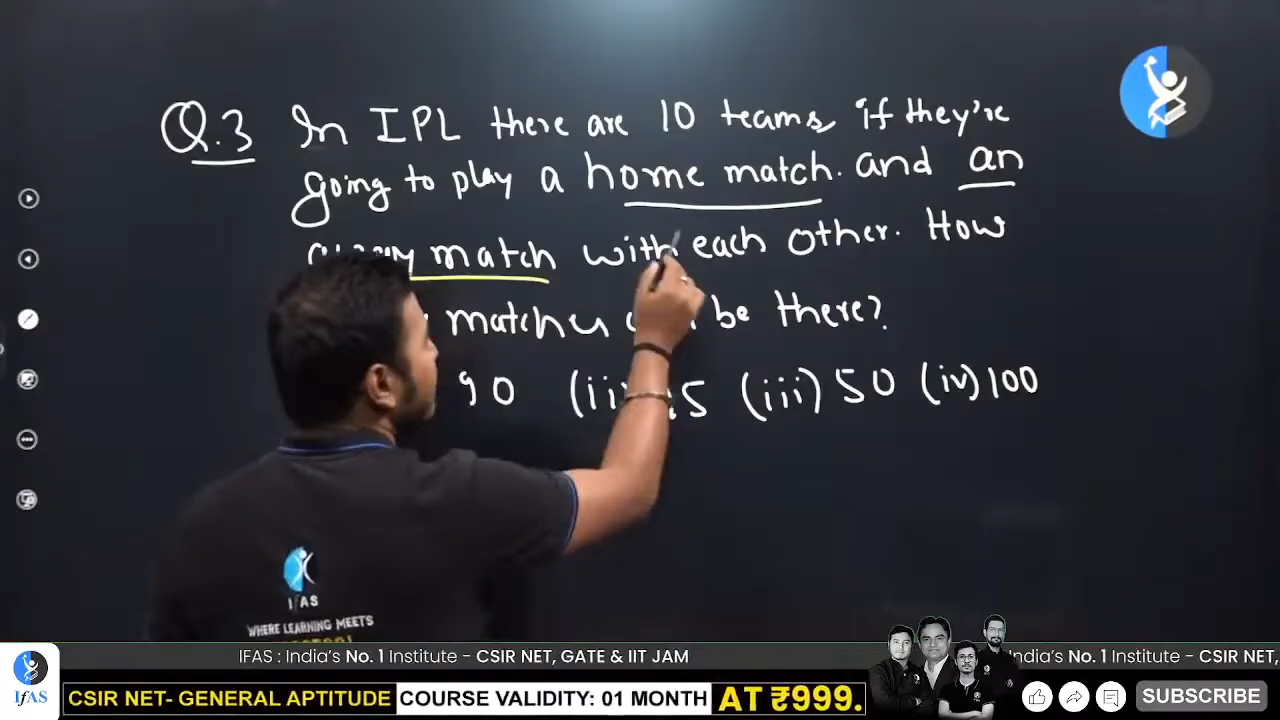 Q.3 In IPL there are 10 teams, if they're
going to play a home match. and an
match with each other. How
matches be there?
90 (iii) 50 (iv) 100
IFAS
WHERE LEARNING MEETS
IFAS : India's No. 1 Institute - CSIR NET, GATE & IIT JAM
India's No. 1 Institute - CSIR NET,
IFAS
CSIR NET- GENERAL APTITUDE COURSE VALIDITY: 01 MONTH AT ₹999.
SUBSCRIBE